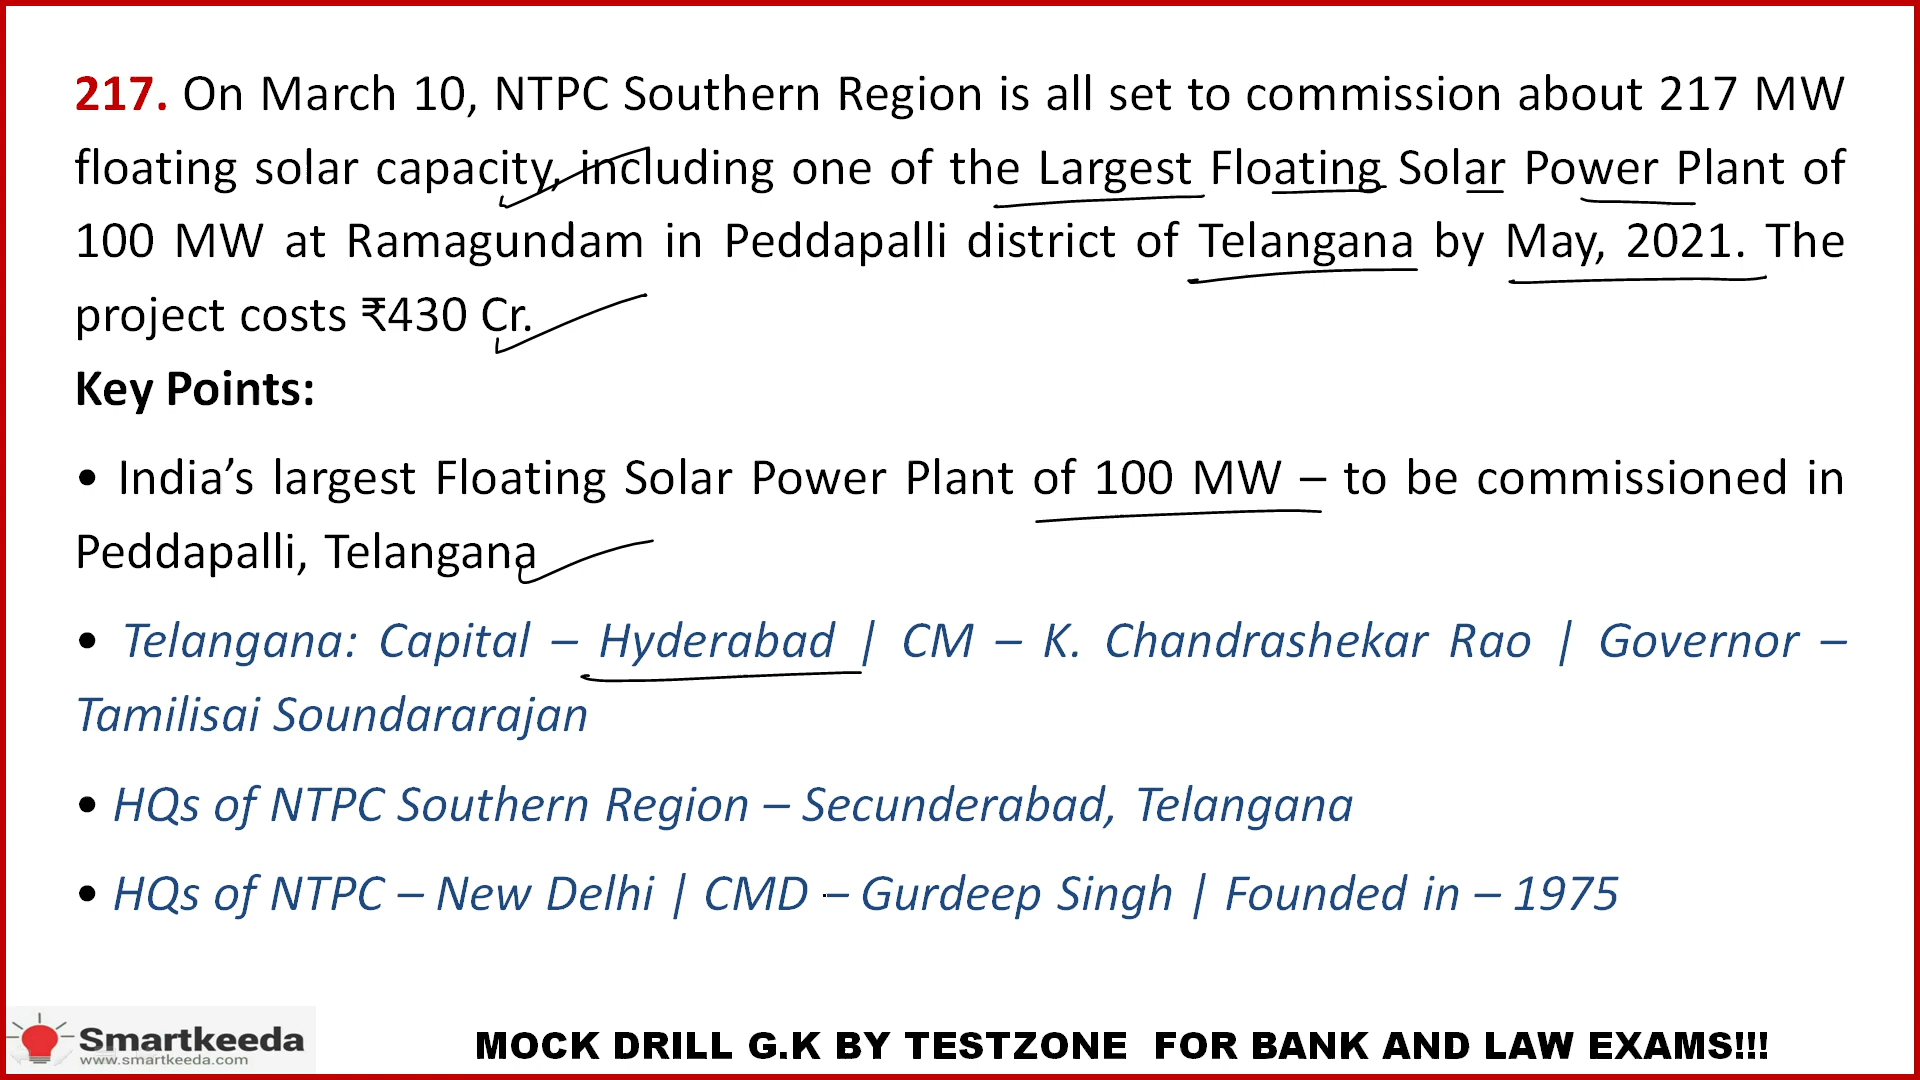 217. On March 10, NTPC Southern Region is all set to commission about 217 MW
floating solar capacity, including one of the Largest Floating Solar Power Plant of
100 MW at Ramagundam in Peddapalli district of Telangana by May, 2021. The
project costs ₹430 Cr.
Key Points:
• India’s largest Floating Solar Power Plant of 100 MW – to be commissioned in
Peddapalli, Telangana
• Telangana: Capital – Hyderabad | CM – K. Chandrashekar Rao | Governor –
Tamilisai Soundararajan
• HQs of NTPC Southern Region – Secunderabad, Telangana
• HQs of NTPC – New Delhi | CMD – Gurdeep Singh | Founded in – 1975
Smartkeeda
www.smartkeeda.com
MOCK DRILL G.K BY TESTZONE FOR BANK AND LAW EXAMS!!!